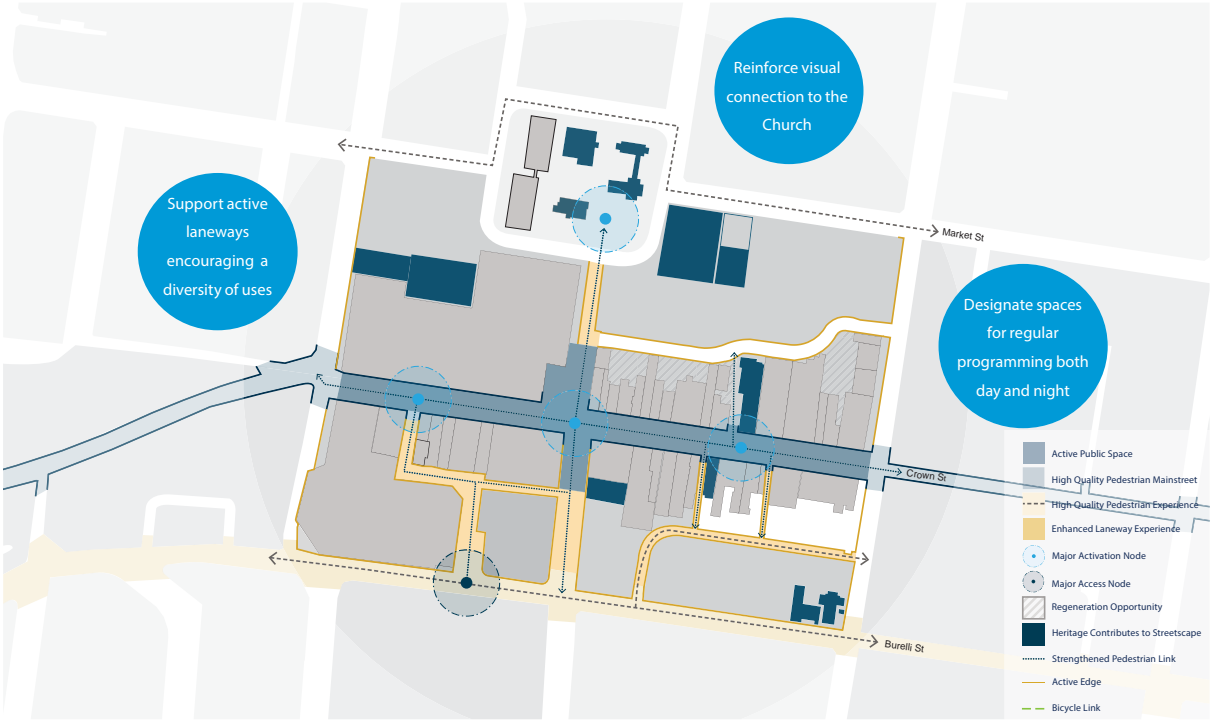 Reinforce visual
connection to the
Church
Support active
laneways
encouraging a
diversity of uses
Market St
Designate spaces
for regular
programming both
day and night
Crown St
Burelli St
Active Public Space
High Quality Pedestrian Mainstreet
High Quality Pedestrian Experience
Enhanced Laneway Experience
Major Activation Node
Major Access Node
Regeneration Opportunity
Heritage Contributes to Streetscape
Strengthened Pedestrian Link
Active Edge
Bicycle Link